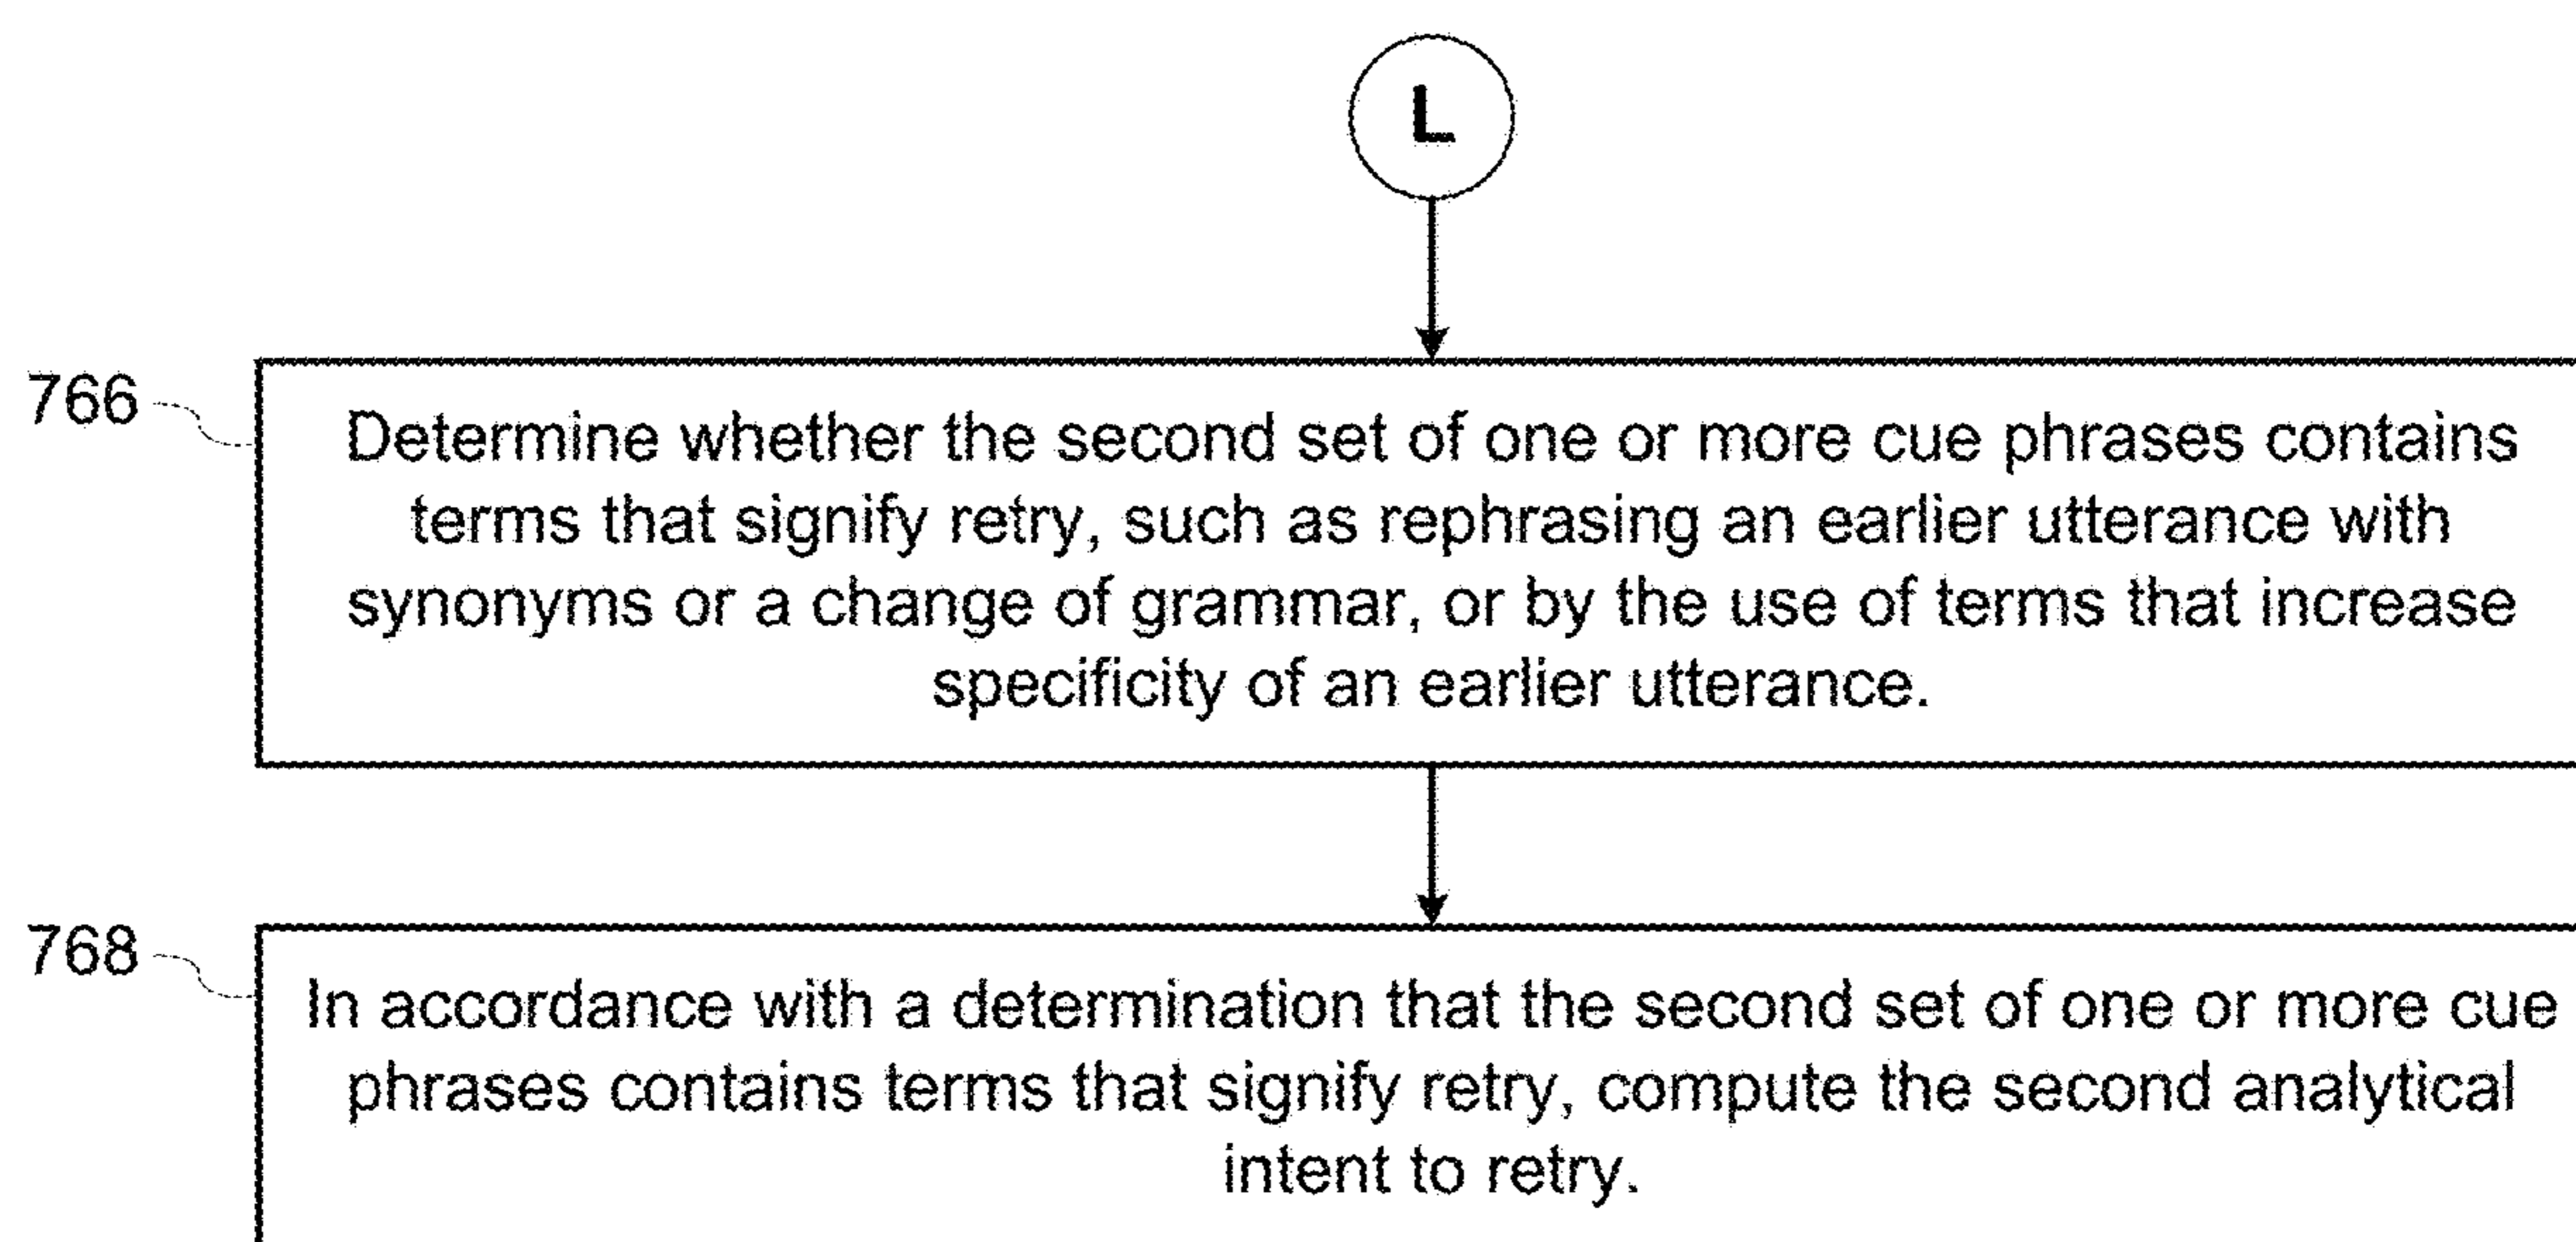 L
766
Determine whether the second set of one or more cue phrases contains
terms that signify retry, such as rephrasing an earlier utterance with
synonyms or a change of grammar, or by the use of terms that increase
specificity of an earlier utterance.
768
In accordance with a determination that the second set of one or more cue
phrases contains terms that signify retry, compute the second analytical
intent to retry.